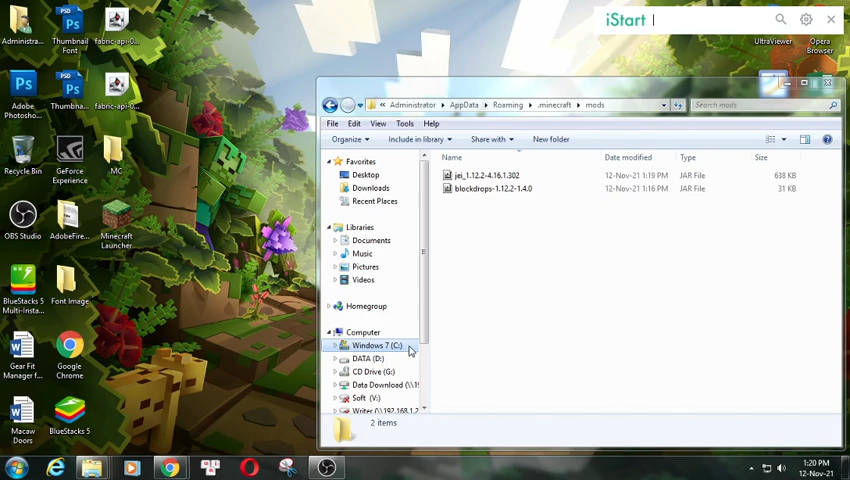 iStart
Administra...
Thumbnail
Font
fabric-api-0...
UltraViewer
Opera
Browser
Adobe
Photosho...
Thumbna...
fabric-api-0...
Recycle Bin
GeForce
Experience
MC
OBS Studio
AdobeFire...
Minecraft
Launcher
BlueStacks 5
Multi-Insta...
Font Image
Gear Fit
Manager f...
Google
Chrome
Macaw
Doors
BlueStacks 5
« Administrator ▸ AppData ▸ Roaming ▸ .minecraft ▸ mods
Search mods
File Edit View Tools Help
Organize Include in library Share with New folder
Name Date modified Type Size
jei_1.12.2-4.16.1.302 12-Nov-21 1:19 PM JAR File 638 KB
blockdrops-1.12.2-1.4.0 12-Nov-21 1:16 PM JAR File 31 KB
Favorites
Desktop
Downloads
Recent Places
Libraries
Documents
Music
Pictures
Videos
Homegroup
Computer
Windows 7 (C:)
DATA (D:)
CD Drive (G:)
Data Download (\\19
Soft (V:)
Writer (\\192.168.1.2
2 items
1:20 PM
12-Nov-21